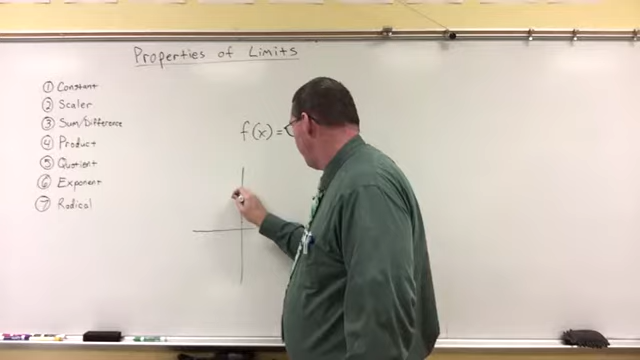 Properties of Limits
① Constant
② Scaler
③ Sum/Difference
④ Product
⑤ Quotient
⑥ Exponent
⑦ Radical
f(x)=